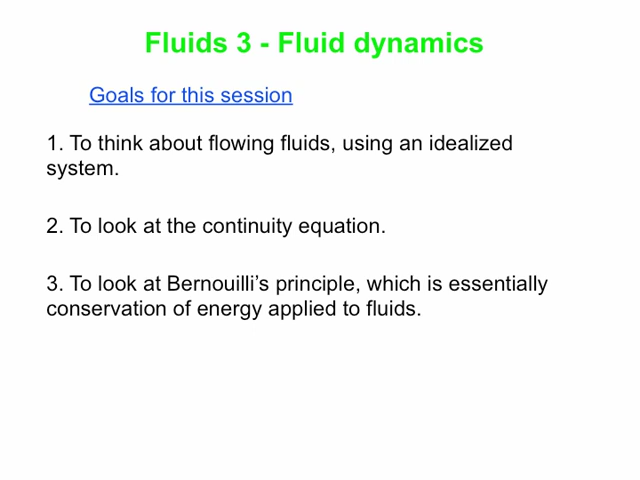 Fluids 3 - Fluid dynamics
Goals for this session
1. To think about flowing fluids, using an idealized
system.
2. To look at the continuity equation.
3. To look at Bernouilli’s principle, which is essentially
conservation of energy applied to fluids.